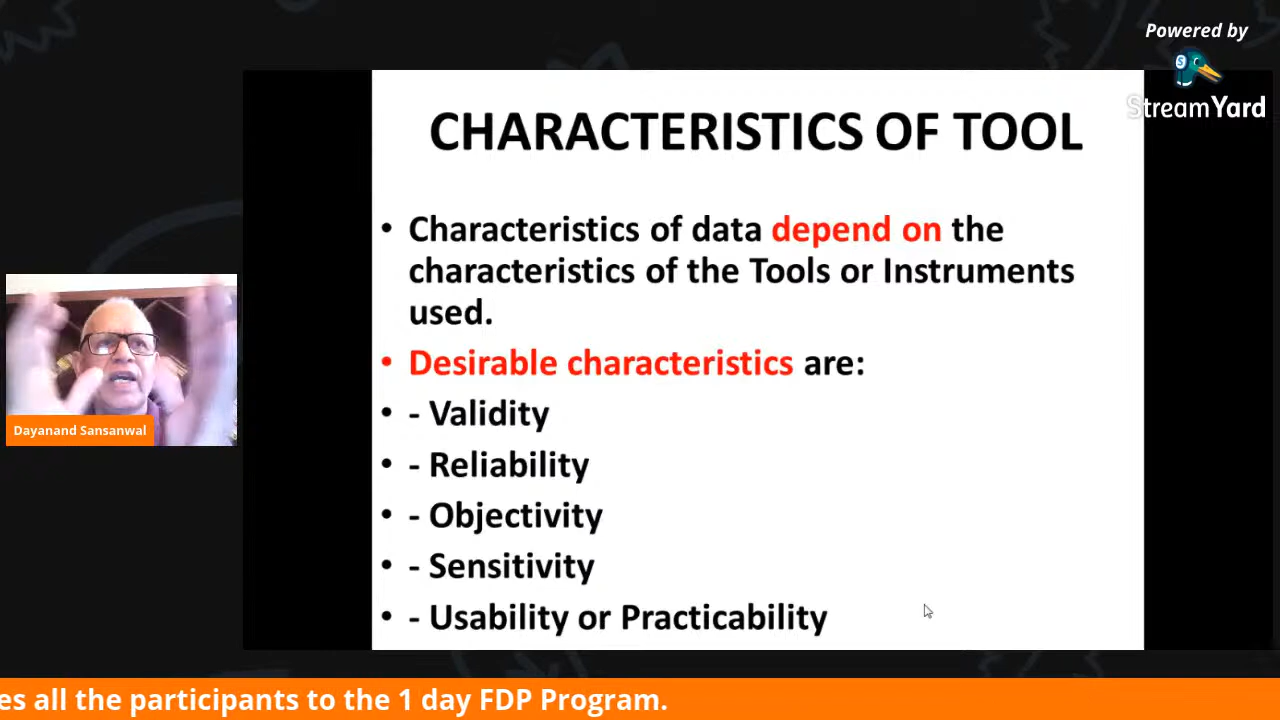 Powered by
StreamYard
CHARACTERISTICS OF TOOL
• Characteristics of data depend on the
characteristics of the Tools or Instruments
used.
• Desirable characteristics are:
• - Validity
• - Reliability
• - Objectivity
• - Sensitivity
• - Usability or Practicability
Dayanand Sansanwal
es all the participants to the 1 day FDP Program.